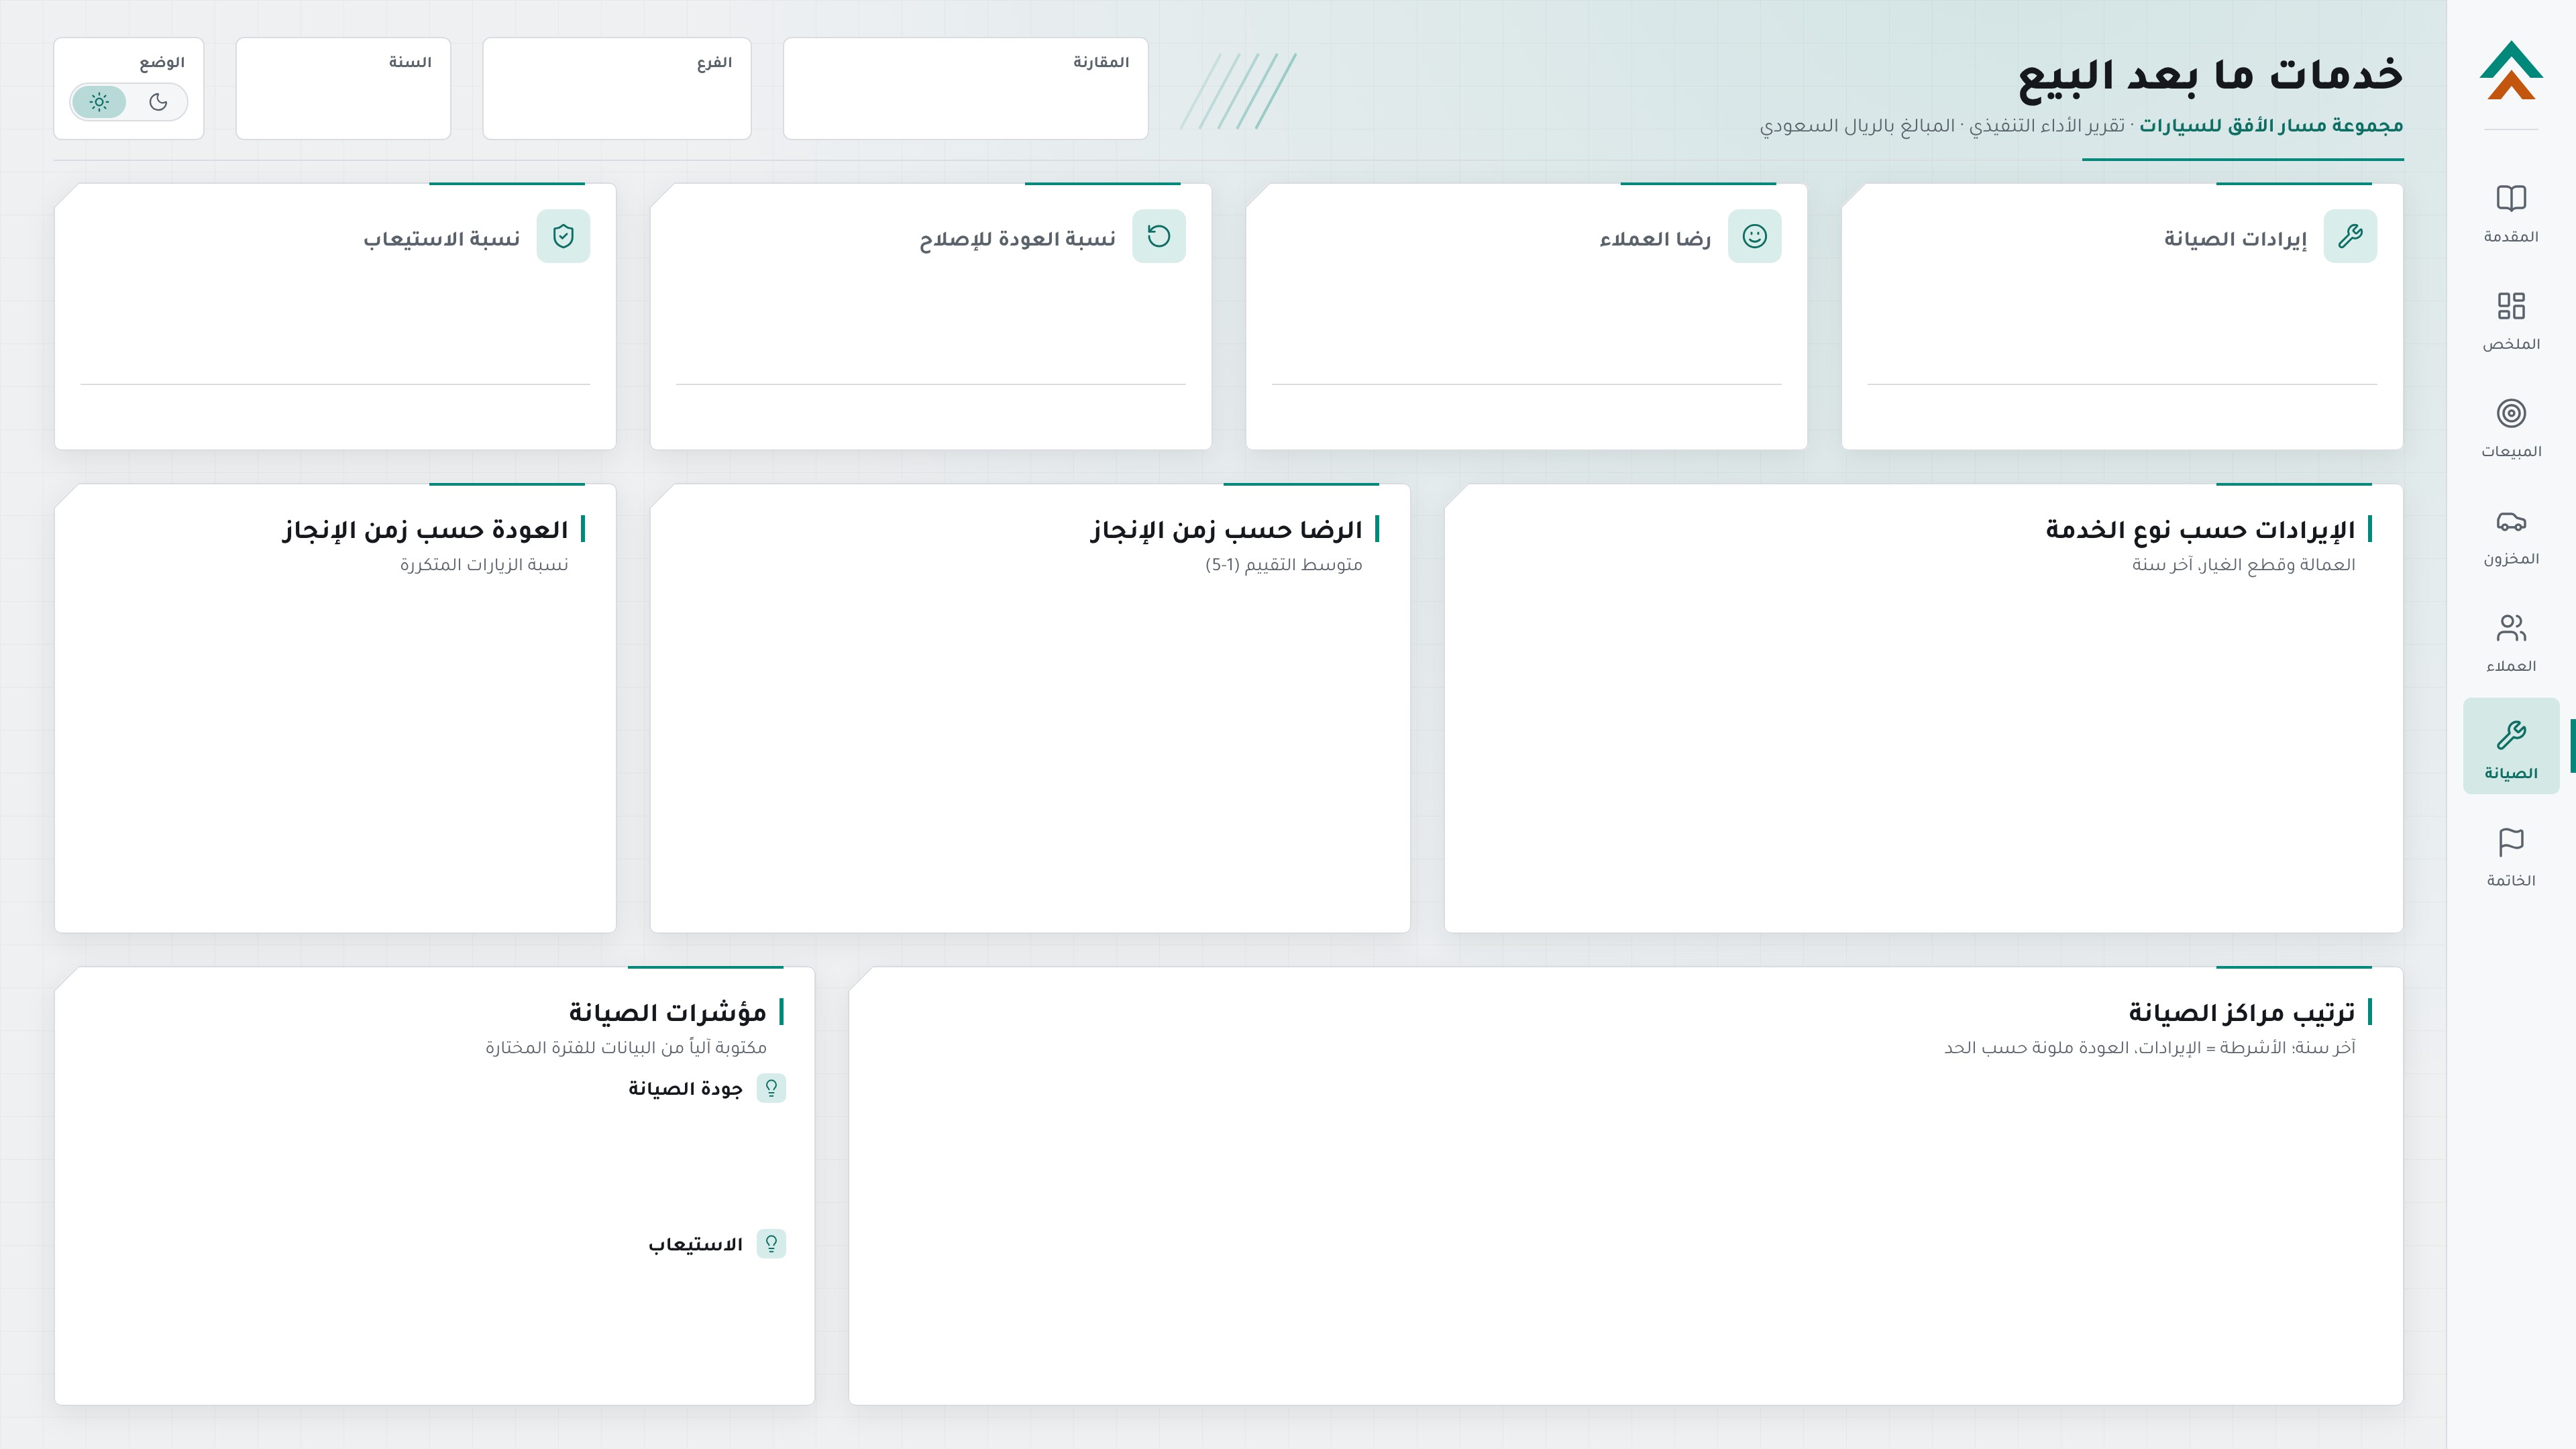 خدمات ما بعد البيع
مجموعة مسار الأفق للسيارات · تقرير الأداء التنفيذي · المبالغ بالريال السعودي
المقارنة
الفرع
السنة
الوضع
المقدمة
الملخص
المبيعات
المخزون
العملاء
الصيانة
الخاتمة
إيرادات الصيانة
رضا العملاء
نسبة العودة للإصلاح
نسبة الاستيعاب
الإيرادات حسب نوع الخدمة
العمالة وقطع الغيار، آخر سنة
الرضا حسب زمن الإنجاز
متوسط التقييم (1-5)
العودة حسب زمن الإنجاز
نسبة الزيارات المتكررة
ترتيب مراكز الصيانة
آخر سنة؛ الأشرطة = الإيرادات، العودة ملونة حسب الحد
مؤشرات الصيانة
مكتوبة آلياً من البيانات للفترة المختارة
جودة الصيانة
الاستيعاب